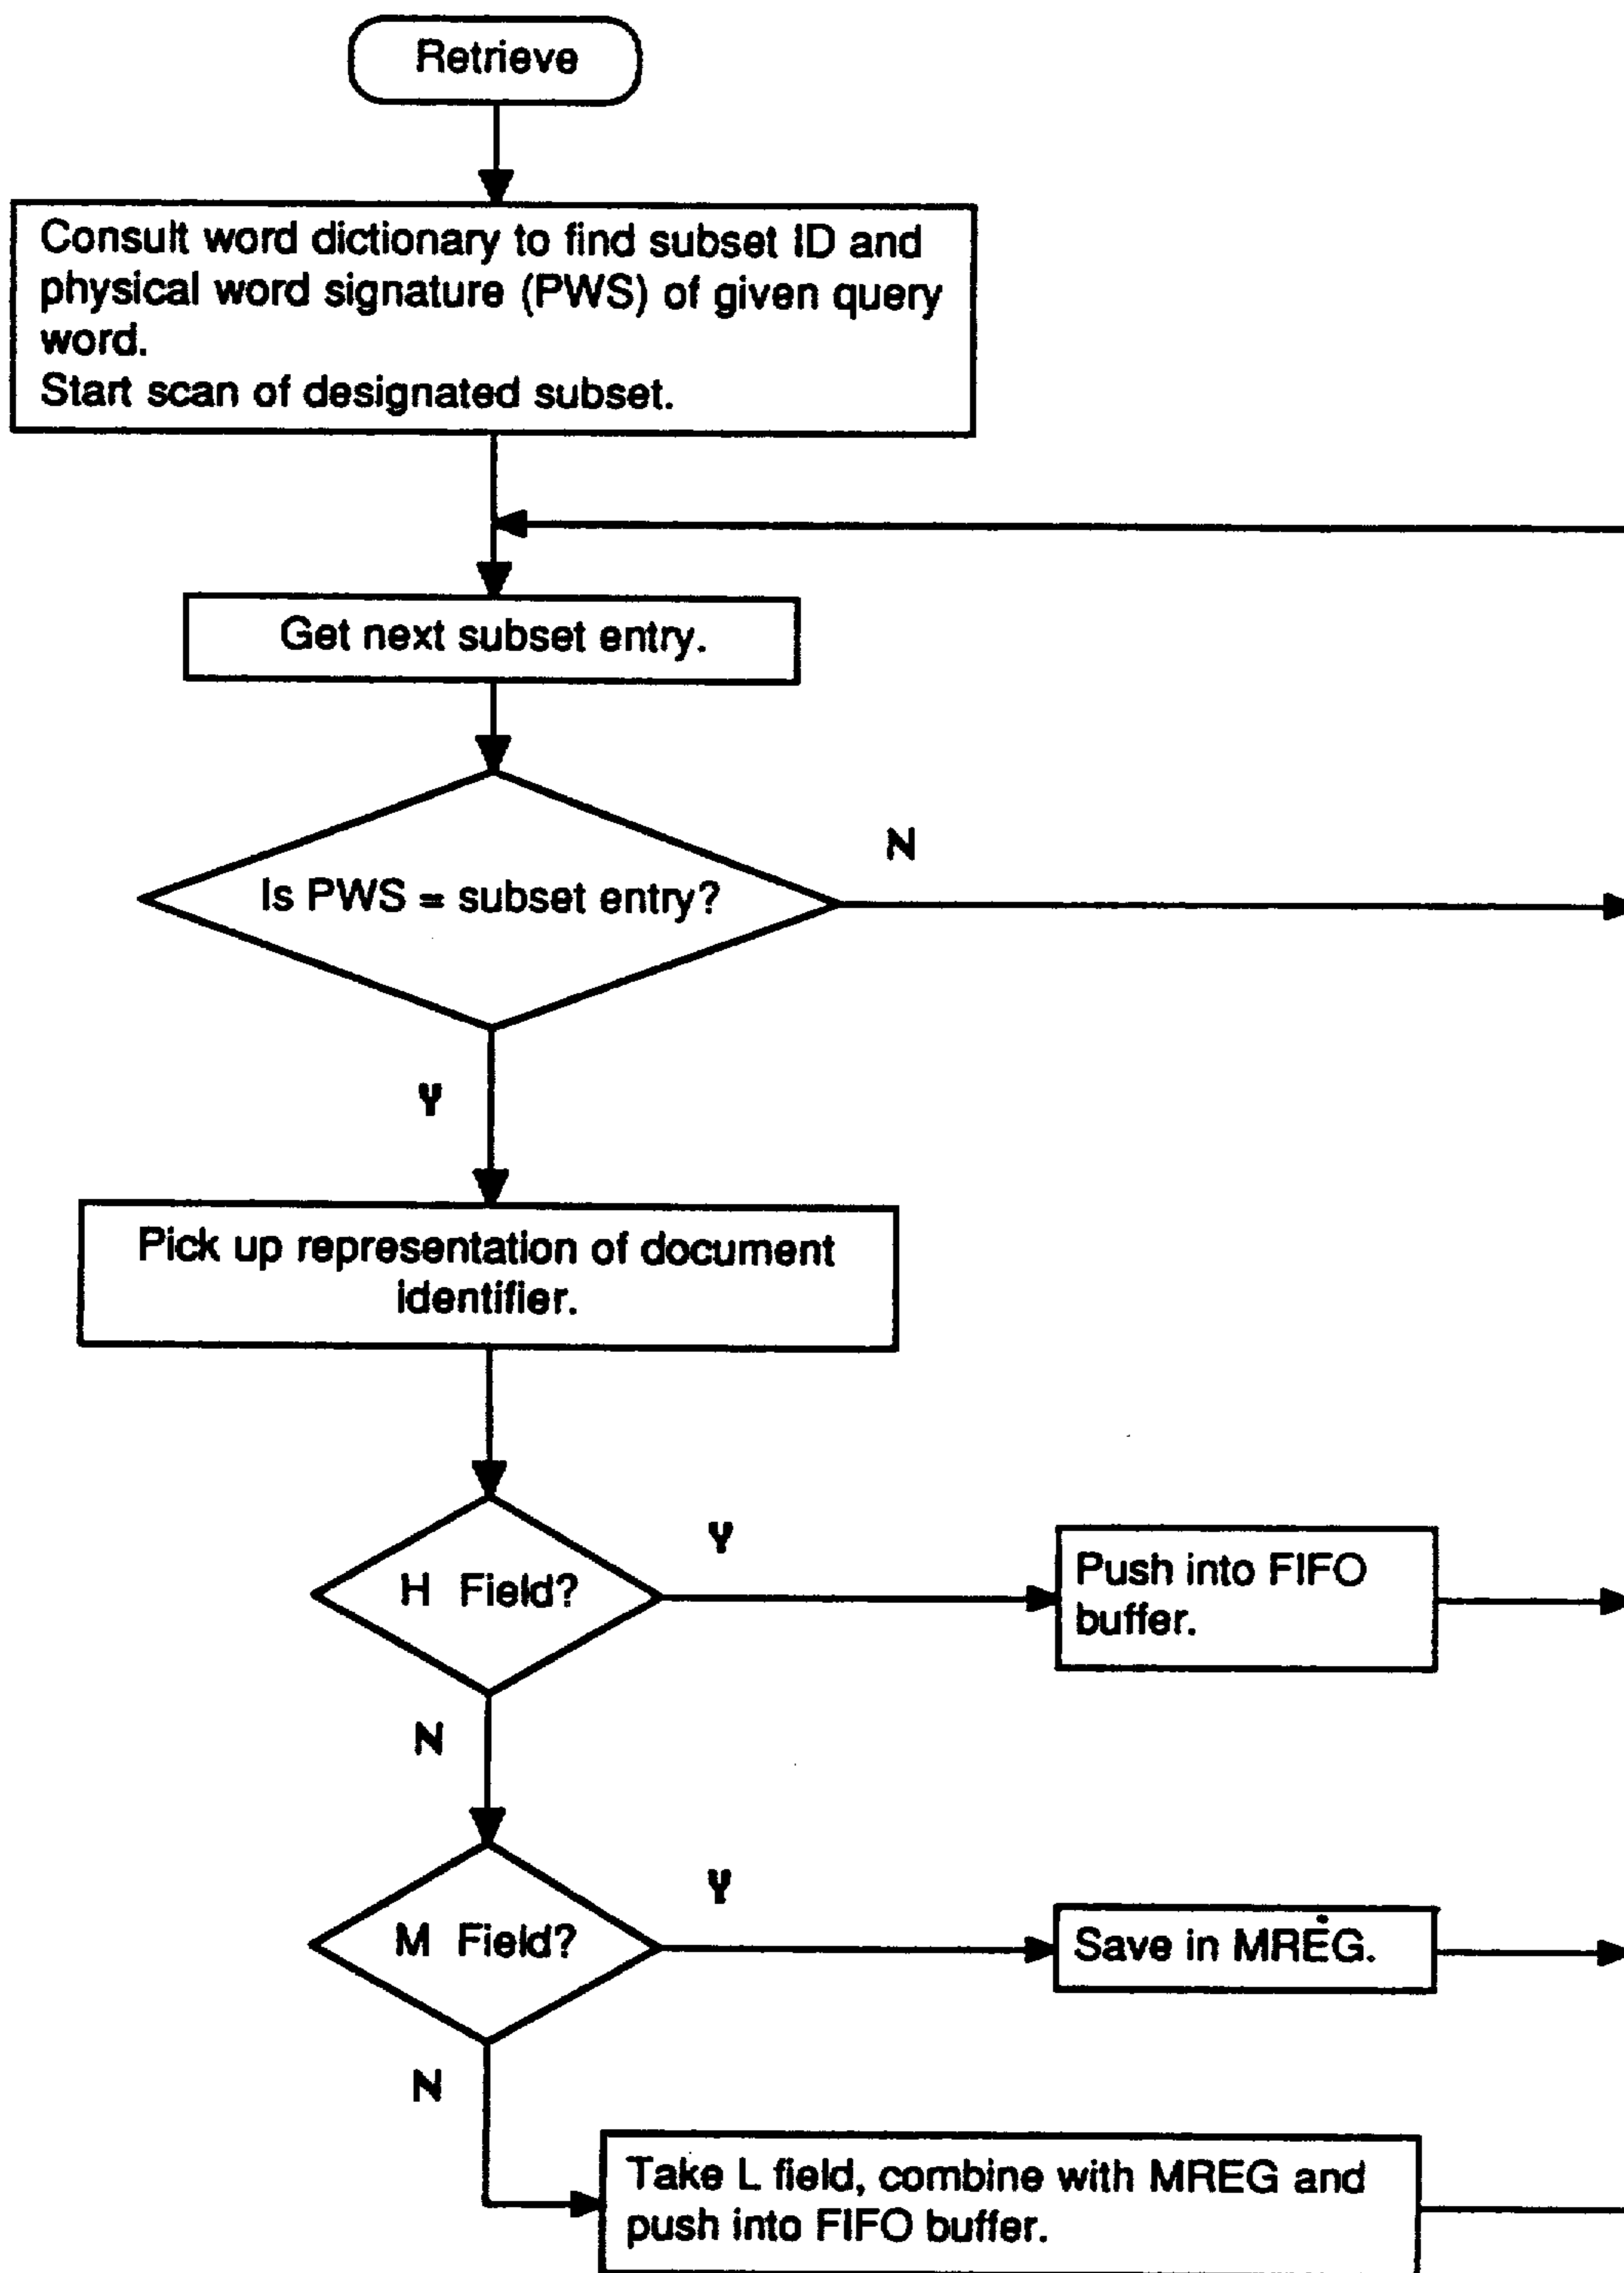 Retrieve
Consult word dictionary to find subset ID and
physical word signature (PWS) of given query
word.
Start scan of designated subset.
Get next subset entry.
Is PWS = subset entry?
N
Y
Pick up representation of document
identifier.
H Field?
Y
Push into FIFO
buffer.
N
M Field?
Y
Save in MREG.
N
Take L field, combine with MREG and
push into FIFO buffer.